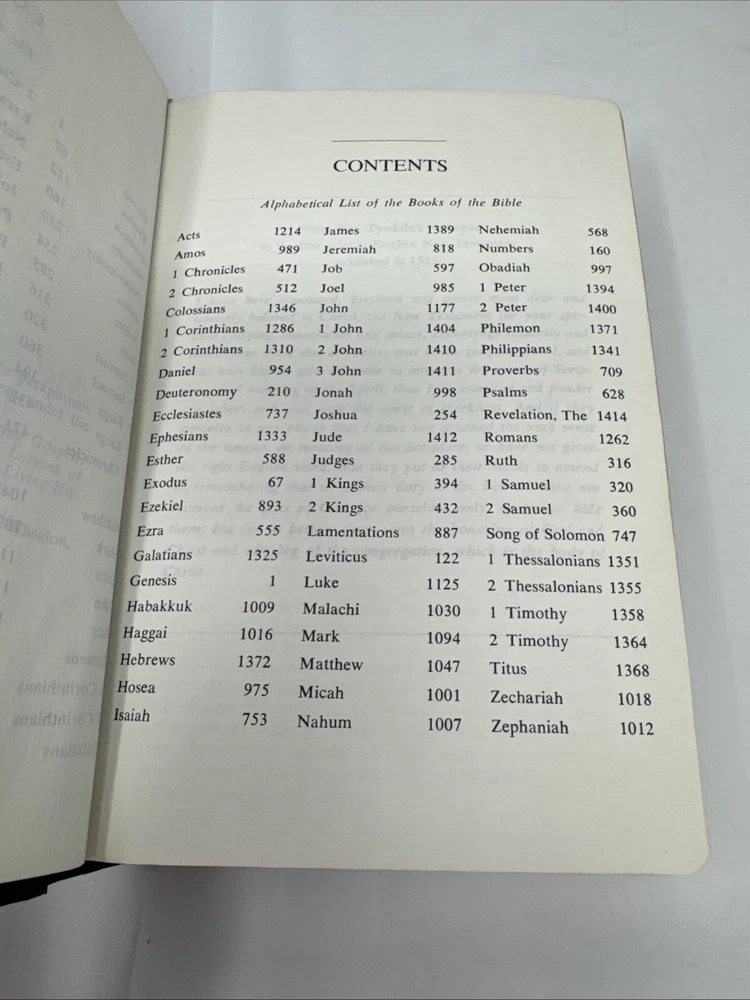 CONTENTS
Alphabetical List of the Books of the Bible
Acts 1214 James 1389 Nehemiah 568
Amos 989 Jeremiah 818 Numbers 160
1 Chronicles 471 Job 597 Obadiah 997
2 Chronicles 512 Joel 985 1 Peter 1394
Colossians 1346 John 1177 2 Peter 1400
1 Corinthians 1286 1 John 1404 Philemon 1371
2 Corinthians 1310 2 John 1410 Philippians 1341
Daniel 954 3 John 1411 Proverbs 709
Deuteronomy 210 Jonah 998 Psalms 628
Ecclesiastes 737 Joshua 254 Revelation, The 1414
Ephesians 1333 Jude 1412 Romans 1262
Esther 588 Judges 285 Ruth 316
Exodus 67 1 Kings 394 1 Samuel 320
Ezekiel 893 2 Kings 432 2 Samuel 360
Ezra 555 Lamentations 887 Song of Solomon 747
Galatians 1325 Leviticus 122 1 Thessalonians 1351
Genesis 1 Luke 1125 2 Thessalonians 1355
Habakkuk 1009 Malachi 1030 1 Timothy 1358
Haggai 1016 Mark 1094 2 Timothy 1364
Hebrews 1372 Matthew 1047 Titus 1368
Hosea 975 Micah 1001 Zechariah 1018
Isaiah 753 Nahum 1007 Zephaniah 1012